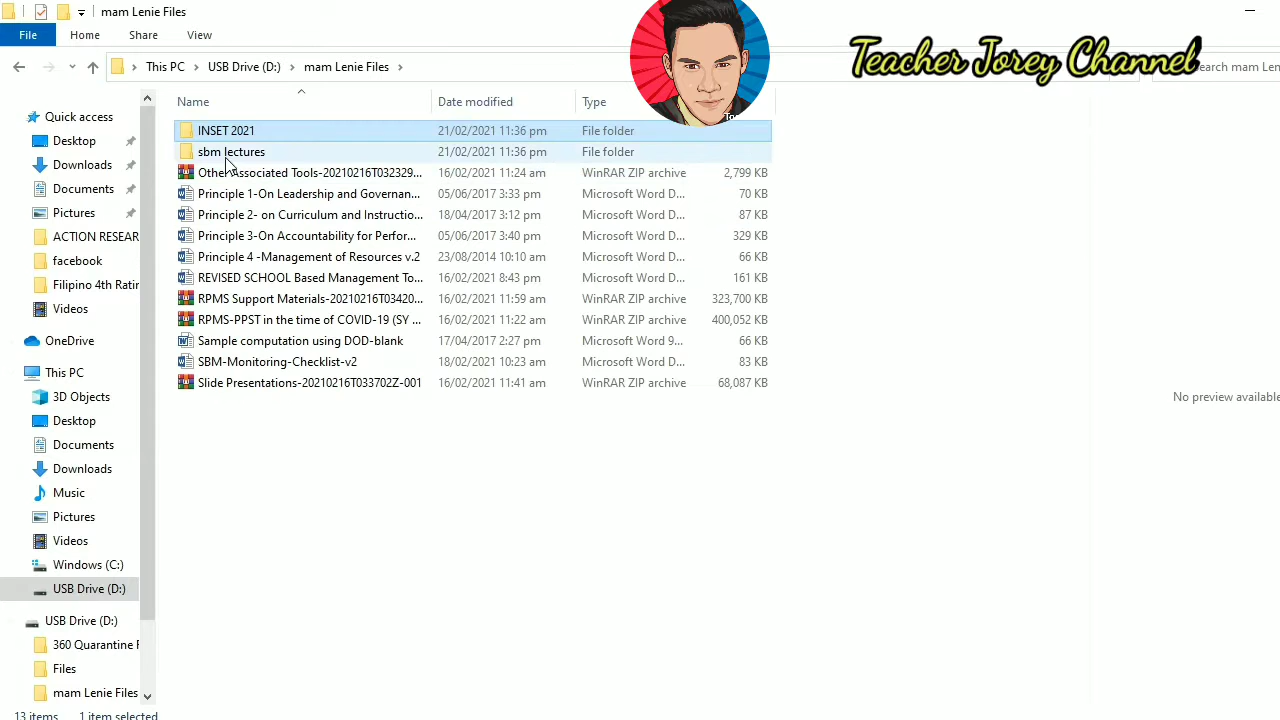 mam Lenie Files
File Home Share View
This PC USB Drive (D:) mam Lenie Files
Teacher Jorey Channel
earch mam Len
Name Date modified Type
INSET 2021 21/02/2021 11:36 pm File folder
sbm lectures 21/02/2021 11:36 pm File folder
Other Associated Tools-20210216T032329... 16/02/2021 11:24 am WinRAR ZIP archive 2,799 KB
Principle 1-On Leadership and Governan... 05/06/2017 3:33 pm Microsoft Word D... 70 KB
Principle 2- on Curriculum and Instructio... 18/04/2017 3:12 pm Microsoft Word D... 87 KB
Principle 3-On Accountability for Perfor... 05/06/2017 3:40 pm Microsoft Word D... 329 KB
Principle 4 -Management of Resources v.2 23/08/2014 10:10 am Microsoft Word D... 66 KB
REVISED SCHOOL Based Management To... 16/02/2021 8:43 pm Microsoft Word D... 161 KB
RPMS Support Materials-20210216T03420... 16/02/2021 11:59 am WinRAR ZIP archive 323,700 KB
RPMS-PPST in the time of COVID-19 (SY ... 16/02/2021 11:22 am WinRAR ZIP archive 400,052 KB
Sample computation using DOD-blank 17/04/2017 2:27 pm Microsoft Word 9... 66 KB
SBM-Monitoring-Checklist-v2 18/02/2021 10:23 am Microsoft Word D... 83 KB
Slide Presentations-20210216T033702Z-001 16/02/2021 11:41 am WinRAR ZIP archive 68,087 KB
No preview available
Quick access
Desktop
Downloads
Documents
Pictures
ACTION RESEAR
facebook
Filipino 4th Ratin
Videos
OneDrive
This PC
3D Objects
Desktop
Documents
Downloads
Music
Pictures
Videos
Windows (C:)
USB Drive (D:)
USB Drive (D:)
360 Quarantine F
Files
mam Lenie Files
13 items 1 item selected